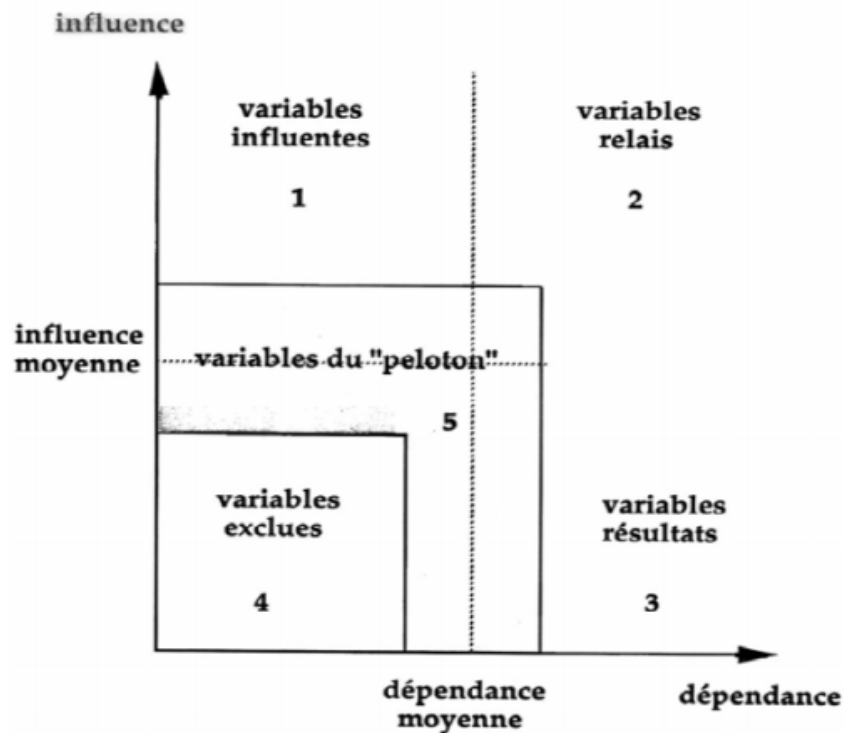 influence
variables
influentes
1
variables
relais
2
influence
moyenne
variables du "peloton"
5
variables
exclues
4
variables
résultats
3
dépendance
moyenne
dépendance